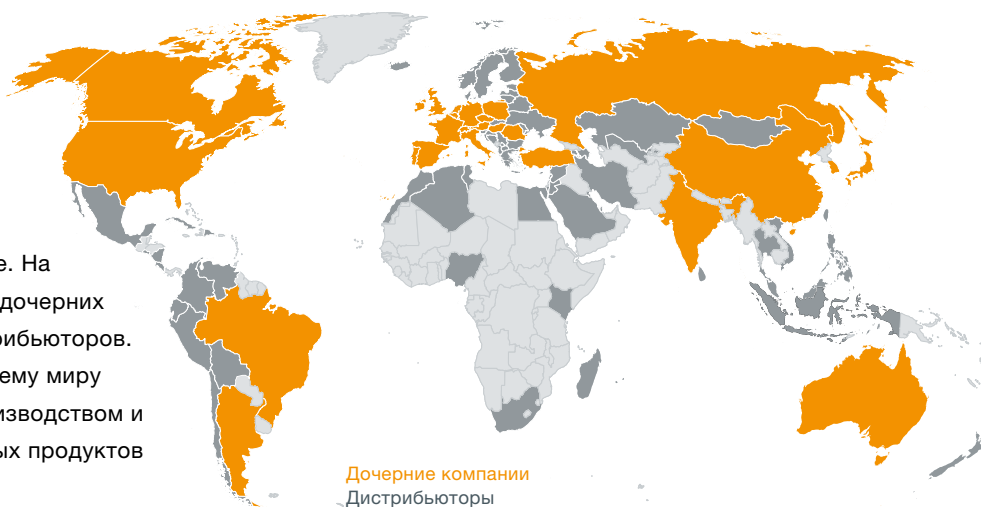 е. На
дочерних
рибьюторов.
ему миру
изводством и
ых продуктов
Дочерние компании
Дистрибьюторы